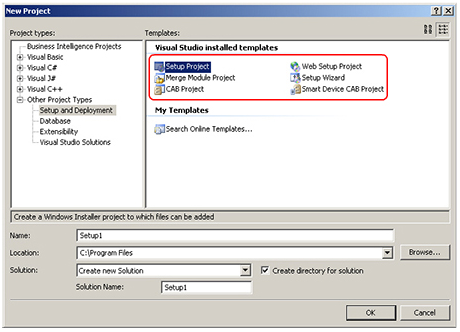 New Project
Project types:
Templates:
Business Intelligence Projects
Visual Basic
Visual C#
Visual J#
Visual C++
Other Project Types
Setup and Deployment
Database
Extensibility
Visual Studio Solutions
Visual Studio installed templates
Setup Project
Web Setup Project
Merge Module Project
Setup Wizard
CAB Project
Smart Device CAB Project
My Templates
Search Online Templates...
Create a Windows Installer project to which files can be added
Name:
Setup1
Location:
C:\Program Files
Browse...
Solution:
Create new Solution
Create directory for solution
Solution Name:
Setup1
OK
Cancel